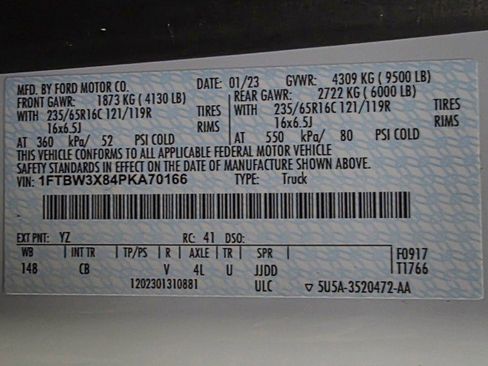 MFD. BY FORD MOTOR CO. DATE: 01/23 GVWR: 4309 KG ( 9500 LB)
FRONT GAWR: 1873 KG ( 4130 LB) REAR GAWR: 2722 KG ( 6000 LB)
WITH 235/65R16C 121/119R TIRES WITH 235/65R16C 121/119R TIRES
16x6.5J RIMS 16x6.5J RIMS
AT 360 kPa/ 52 PSI COLD AT 550 kPa/ 80 PSI COLD
THIS VEHICLE CONFORMS TO ALL APPLICABLE FEDERAL MOTOR VEHICLE
SAFETY STANDARDS IN EFFECT ON THE DATE OF MANUFACTURE SHOWN ABOVE.
VIN: 1FTBW3X84PKA70166 TYPE: Truck
EXT PNT: YZ RC: 41 DSO:
WB INT TR TP/PS R AXLE TR SPR F0917
148 CB V 4L U JJDD T1766
1202301310881 ULC ▽ 5U5A-3520472-AA